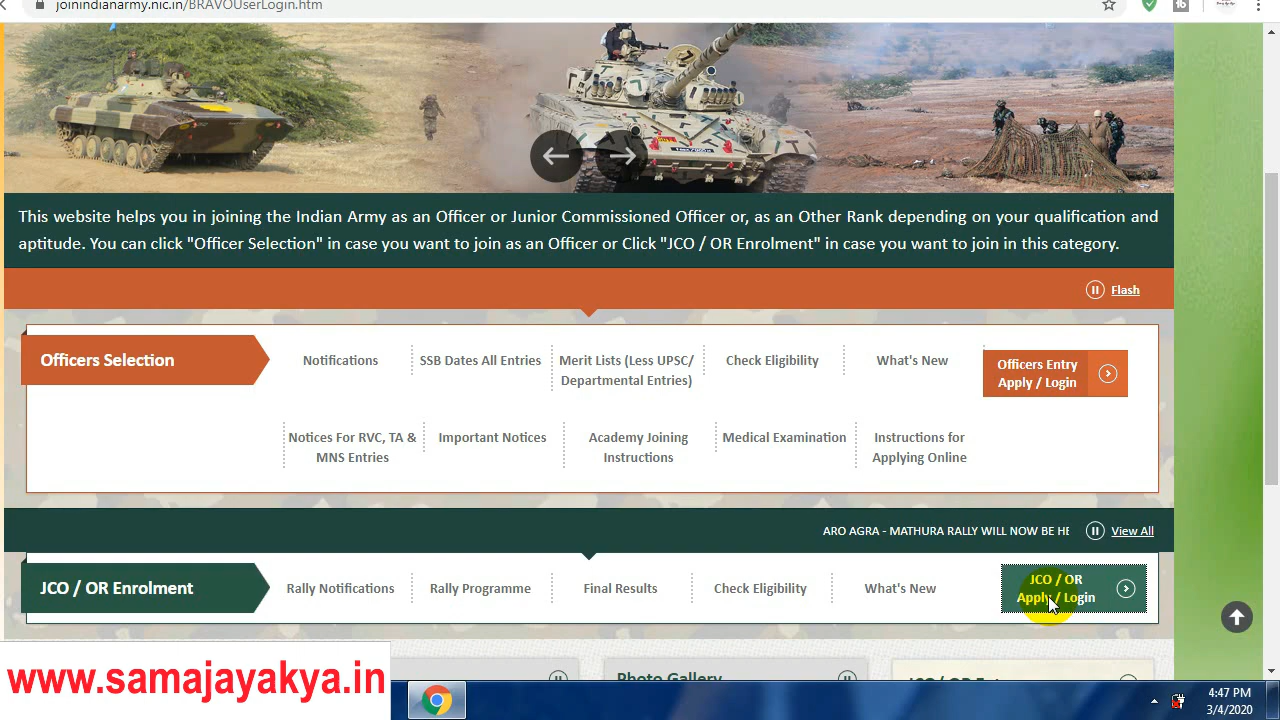 joinindianarmy.nic.in/BRAVOUserLogin.htm
This website helps you in joining the Indian Army as an Officer or Junior Commissioned Officer or, as an Other Rank depending on your qualification and
aptitude. You can click "Officer Selection" in case you want to join as an Officer or Click "JCO / OR Enrolment" in case you want to join in this category.
Flash
Officers Selection
Notifications
SSB Dates All Entries
Merit Lists (Less UPSC/
Departmental Entries)
Check Eligibility
What's New
Officers Entry
Apply / Login
Notices For RVC, TA &
MNS Entries
Important Notices
Academy Joining
Instructions
Medical Examination
Instructions for
Applying Online
ARO AGRA - MATHURA RALLY WILL NOW BE HE
View All
JCO / OR Enrolment
Rally Notifications
Rally Programme
Final Results
Check Eligibility
What's New
JCO / OR
Apply / Login
Photo Gallery
www.samajayakya.in
4:47 PM
3/4/2020